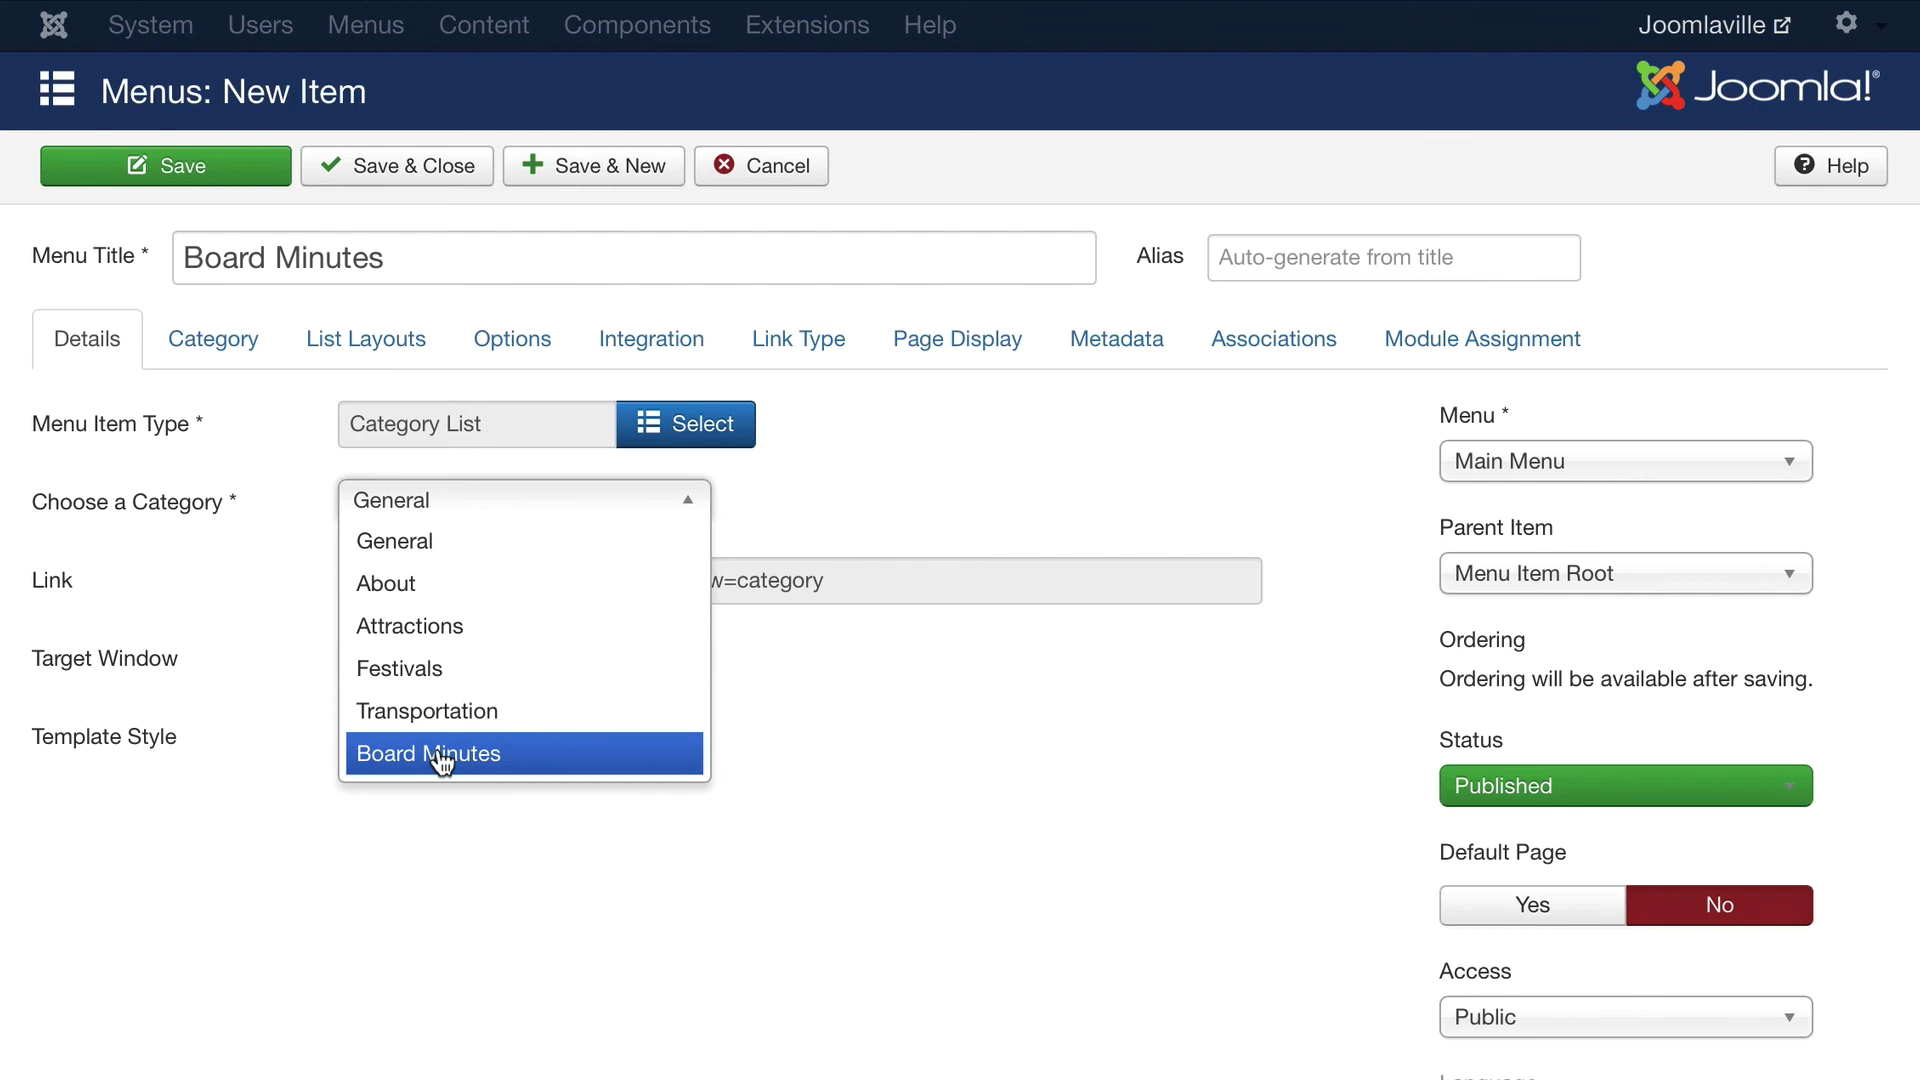 System Users Menus Content Components Extensions Help Joomlaville
Menus: New Item Joomla!®
Save Save & Close Save & New Cancel Help
Menu Title * Board Minutes Alias Auto-generate from title
Details Category List Layouts Options Integration Link Type Page Display Metadata Associations Module Assignment
Menu Item Type * Category List Select
Choose a Category * General
General
About
Attractions
Festivals
Transportation
Board Minutes
Link w=category
Target Window
Template Style
Menu *
Main Menu
Parent Item
Menu Item Root
Ordering
Ordering will be available after saving.
Status
Published
Default Page
Yes No
Access
Public